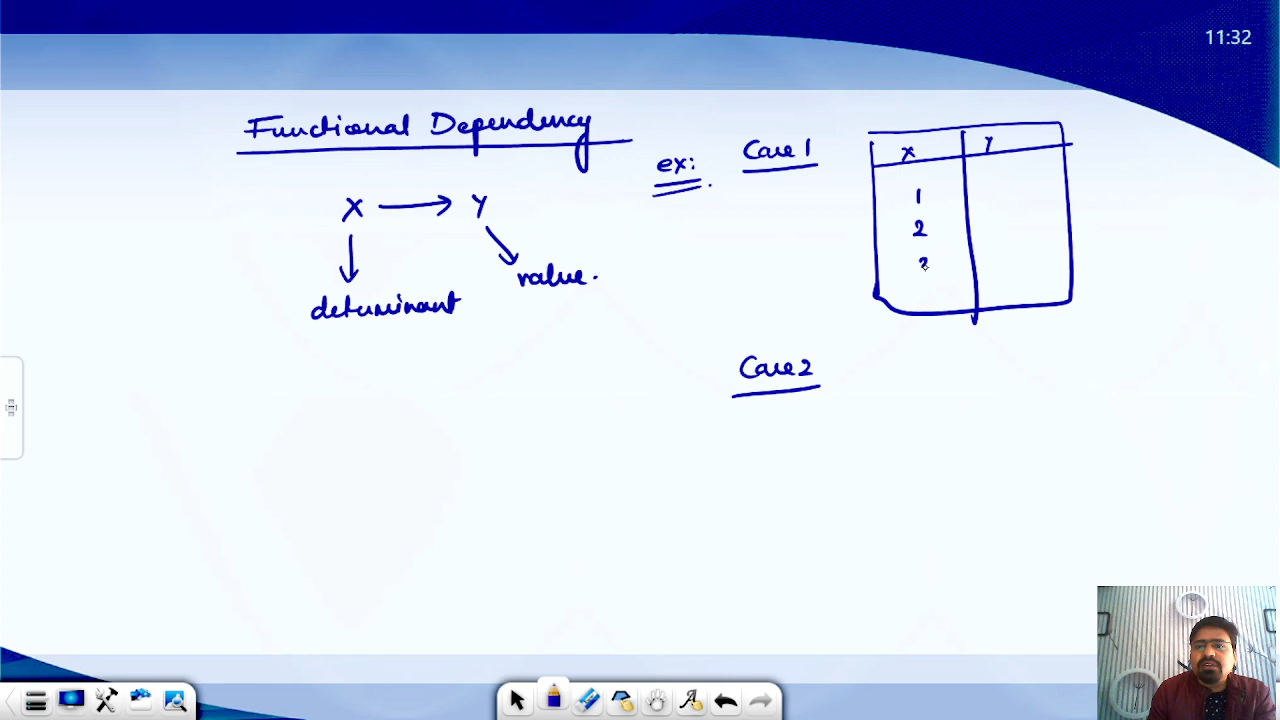 11:32
Functional Dependency
ex:
Case 1
X Y
X → Y
1
2
value.
determinant
Case 2